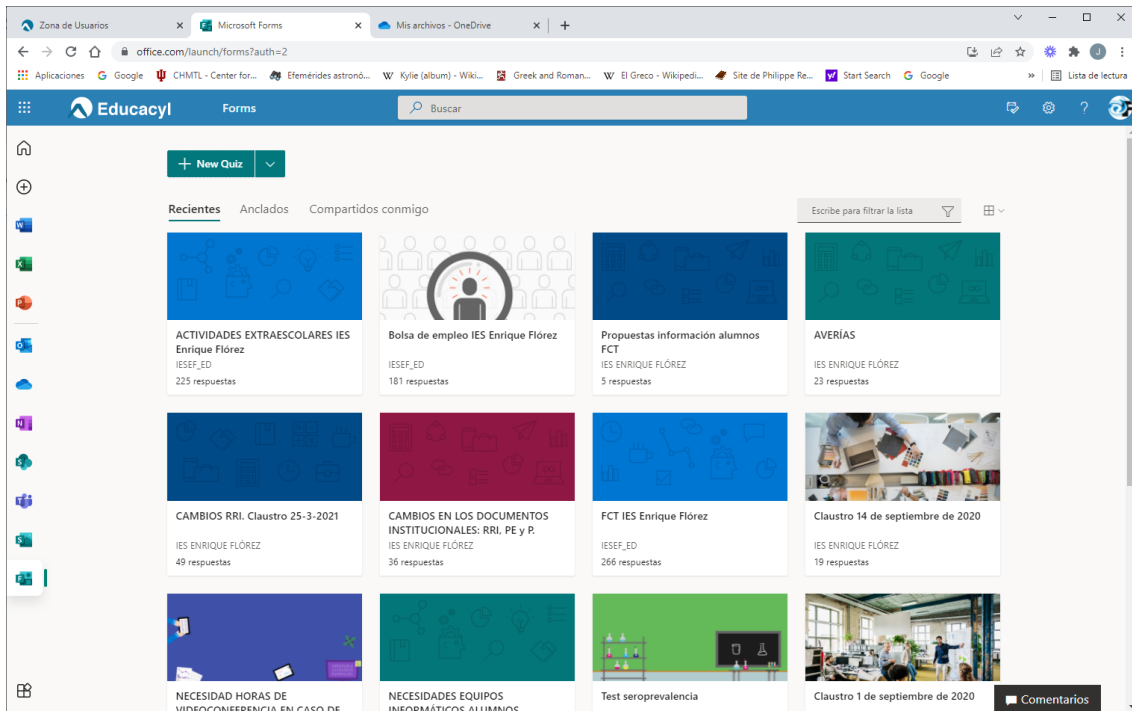 Zona de Usuarios
Microsoft Forms
Mis archivos - OneDrive
office.com/launch/forms?auth=2
Aplicaciones
Google
CHMTL - Center for...
Efemérides astronó...
Kylie (album) - Wiki...
Greek and Roman...
El Greco - Wikipedi...
Site de Philippe Re...
Start Search
Google
Lista de lectura
Educacyl
Forms
Buscar
New Quiz
Recientes
Anclados
Compartidos conmigo
Escribe para filtrar la lista
ACTIVIDADES EXTRAESCOLARES IES
Enrique Flórez
IESEF_ED
225 respuestas
Bolsa de empleo IES Enrique Flórez
IESEF_ED
181 respuestas
Propuestas información alumnos
FCT
IES ENRIQUE FLÓREZ
5 respuestas
AVERÍAS
IES ENRIQUE FLÓREZ
23 respuestas
CAMBIOS RRI. Claustro 25-3-2021
IES ENRIQUE FLÓREZ
49 respuestas
CAMBIOS EN LOS DOCUMENTOS
INSTITUCIONALES: RRI, PE y P.
IES ENRIQUE FLÓREZ
36 respuestas
FCT IES Enrique Flórez
IESEF_ED
266 respuestas
Claustro 14 de septiembre de 2020
IES ENRIQUE FLÓREZ
19 respuestas
NECESIDAD HORAS DE
VIDEOCONFERENCIA EN CASO DE
NECESIDADES EQUIPOS
INFORMÁTICOS ALUMNOS
Test seroprevalencia
Claustro 1 de septiembre de 2020
Comentarios